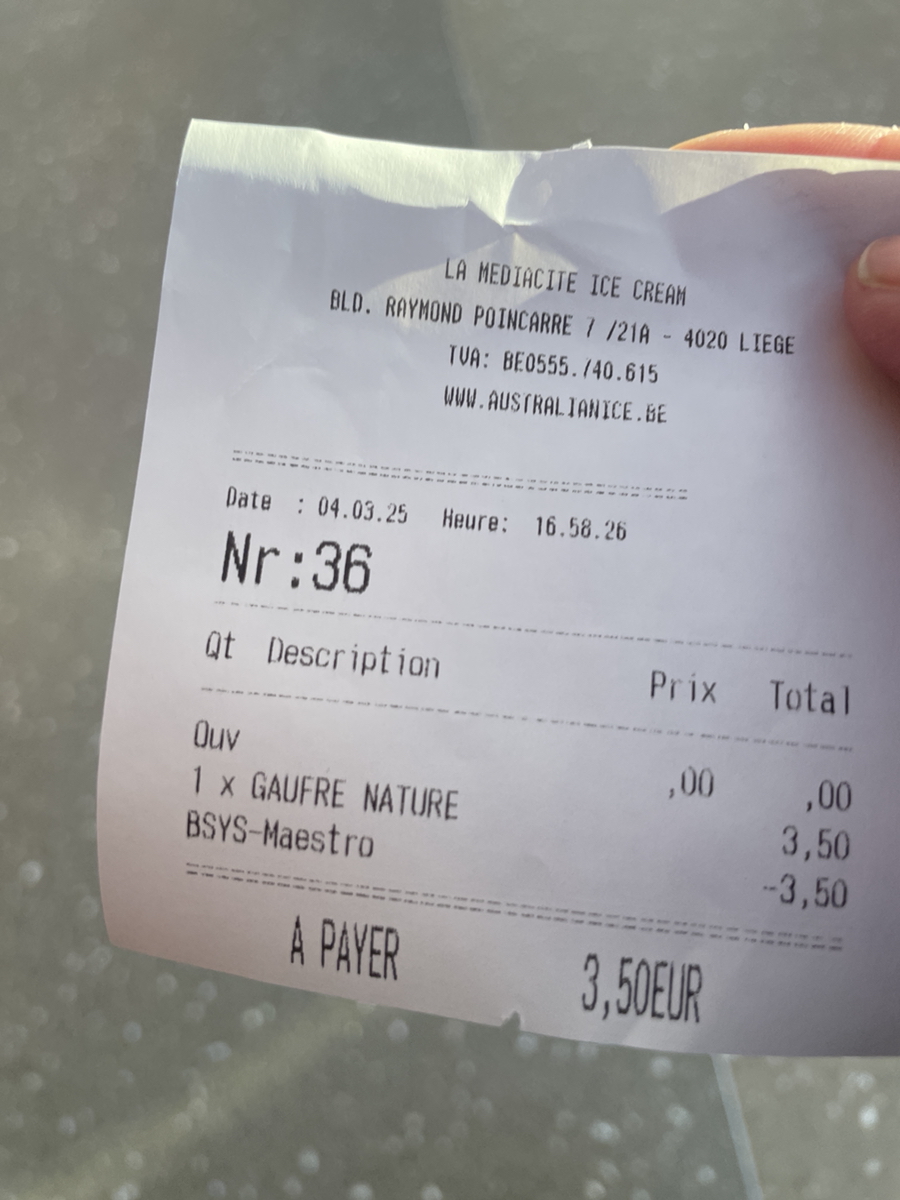 LA MEDIACITE ICE CREAM
BLD. RAYMOND POINCARRE 7 /21A - 4020 LIEGE
TVA: BE0555./40.615
WWW.AUSTRALIANICE.BE
Date : 04.03.25 Heure: 16.58.26
Nr:36
Qt Description Prix Total
Ouv ,00 ,00
1 x GAUFRE NATURE 3,50
BSYS-Maestro -3,50
A PAYER 3,50EUR